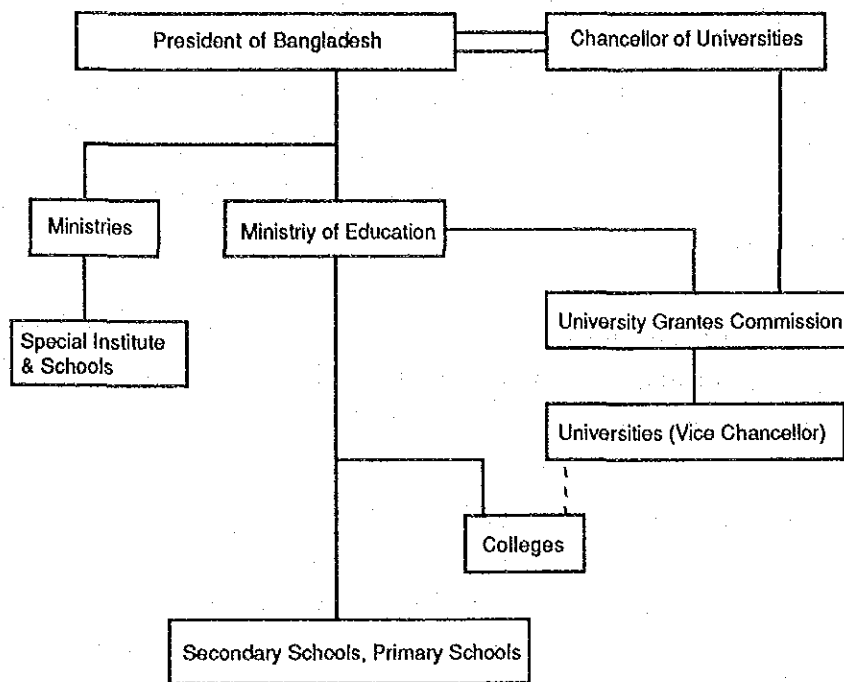 President of Bangladesh
Chancellor of Universities
Ministries
Ministriy of Education
University Grantes Commission
Special Institute
& Schools
Universities (Vice Chancellor)
Colleges
Secondary Schools, Primary Schools